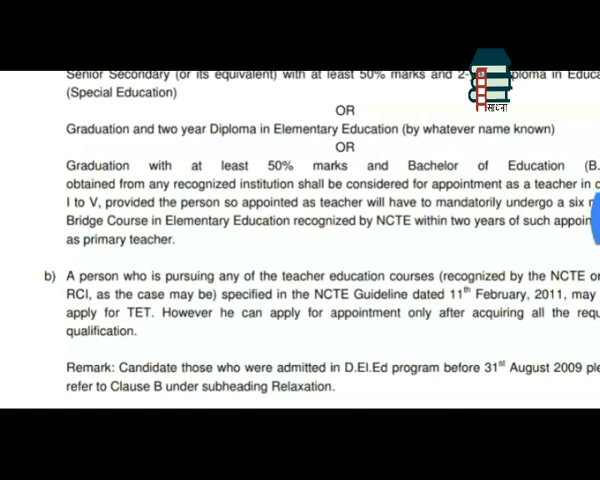 Senior Secondary (or its equivalent) with at least 50% marks and 2-
(Special Education)
साधना
OR
Graduation and two year Diploma in Elementary Education (by whatever name known)
OR
Graduation with at least 50% marks and Bachelor of Education (B.
obtained from any recognized institution shall be considered for appointment as a teacher in
I to V, provided the person so appointed as teacher will have to mandatorily undergo a six
Bridge Course in Elementary Education recognized by NCTE within two years of such
as primary teacher.
b) A person who is pursuing any of the teacher education courses (recognized by the NCTE or
RCI, as the case may be) specified in the NCTE Guideline dated 11th February, 2011, may
apply for TET. However he can apply for appointment only after acquiring all the
qualification.
Remark: Candidate those who were admitted in D.El.Ed program before 31st August 2009
refer to Clause B under subheading Relaxation.